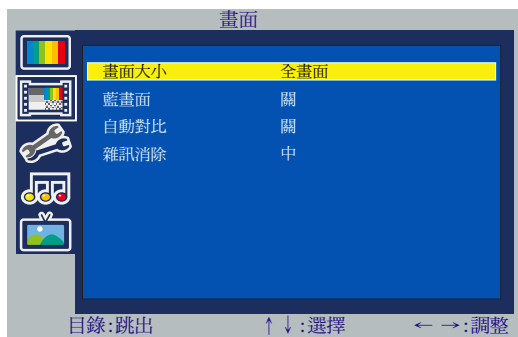 畫面
畫面大小 全畫面
藍畫面 關
自動對比 關
雜訊消除 中
目錄:跳出 ↑↓:選擇 ←→:調整